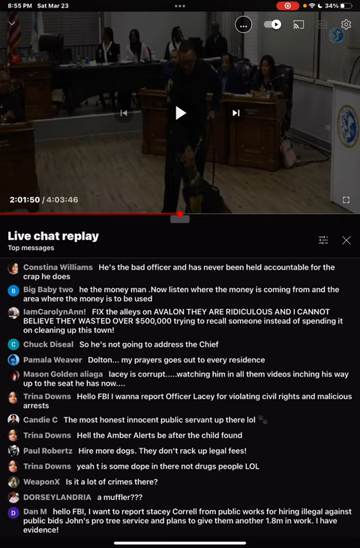 8:55 PM Sat Mar 23
34%
2:01:50 / 4:03:46
Live chat replay
Top messages
Constina Williams He's the bad officer and has never been held accountable for the
crap he does
Big Baby two he the money man .Now listen where the money is coming from and the
area where the money is to be used
IamCarolynAnn! FIX the alleys on AVALON THEY ARE RIDICULOUS AND I CANNOT
BELIEVE THEY WASTED OVER $500,000 trying to recall someone instead of spending it
on cleaning up this town!
Chuck Diseal So he's not going to address the Chief
Pamala Weaver Dolton... my prayers goes out to every residence
Mason Golden aliaga lacey is corrupt.....watching him in all them videos inching his way
up to the seat he has now....
Trina Downs Hello FBI I wanna report Officer Lacey for violating civil rights and malicious
arrests
Candie C The most honest innocent public servant up there lol
Trina Downs Hell the Amber Alerts be after the child found
Paul Robertz Hire more dogs. They don't rack up legal fees!
Trina Downs yeah t is some dope in there not drugs people LOL
WeaponX Is it a lot of crimes there?
DORSEYLANDRIA a muffler???
Dan M hello FBI, I want to report stacey Correll from public works for hiring illegal against
public bids John's pro tree service and plans to give them another 1.8m in work. I have
evidence!